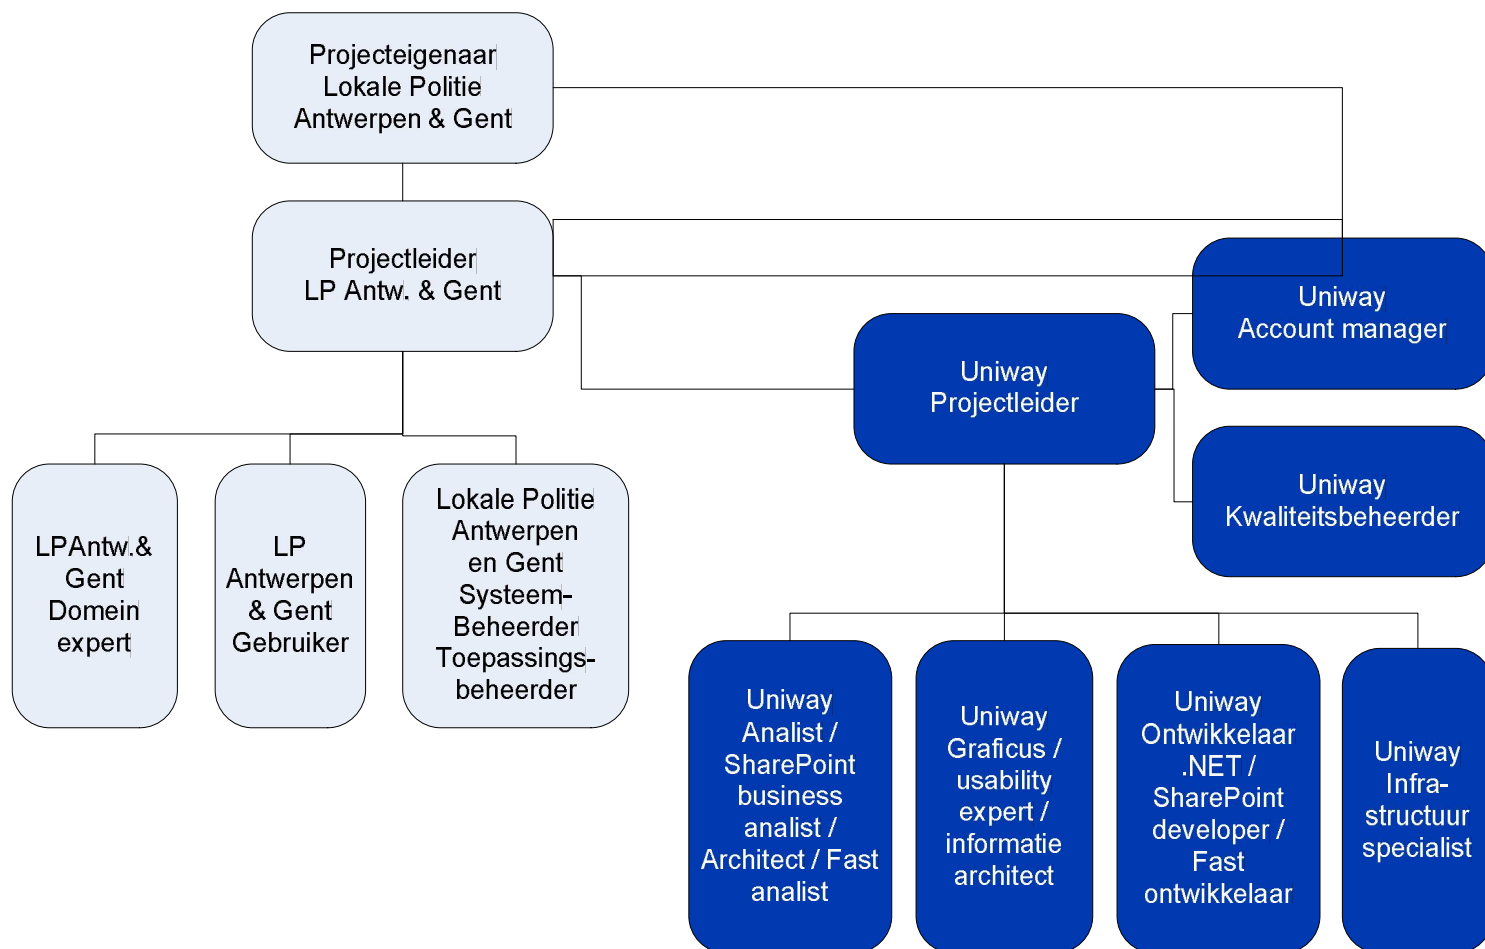 Projecteigenaar
Lokale Politie
Antwerpen & Gent
Projectleider
LP Antw. & Gent
Uniway
Account manager
Uniway
Projectleider
Uniway
Kwaliteitsbeheerder
LPAntw.&
Gent
Domein
expert
LP
Antwerpen
& Gent
Gebruiker
Lokale Politie
Antwerpen
en Gent
Systeem-
Beheerder
Toepassings-
beheerder
Uniway
Analist /
SharePoint
business
analist /
Architect / Fast
analist
Uniway
Graficus /
usability
expert /
informatie
architect
Uniway
Ontwikkelaar
.NET /
SharePoint
developer /
Fast
ontwikkelaar
Uniway
Infra-
structuur
specialist